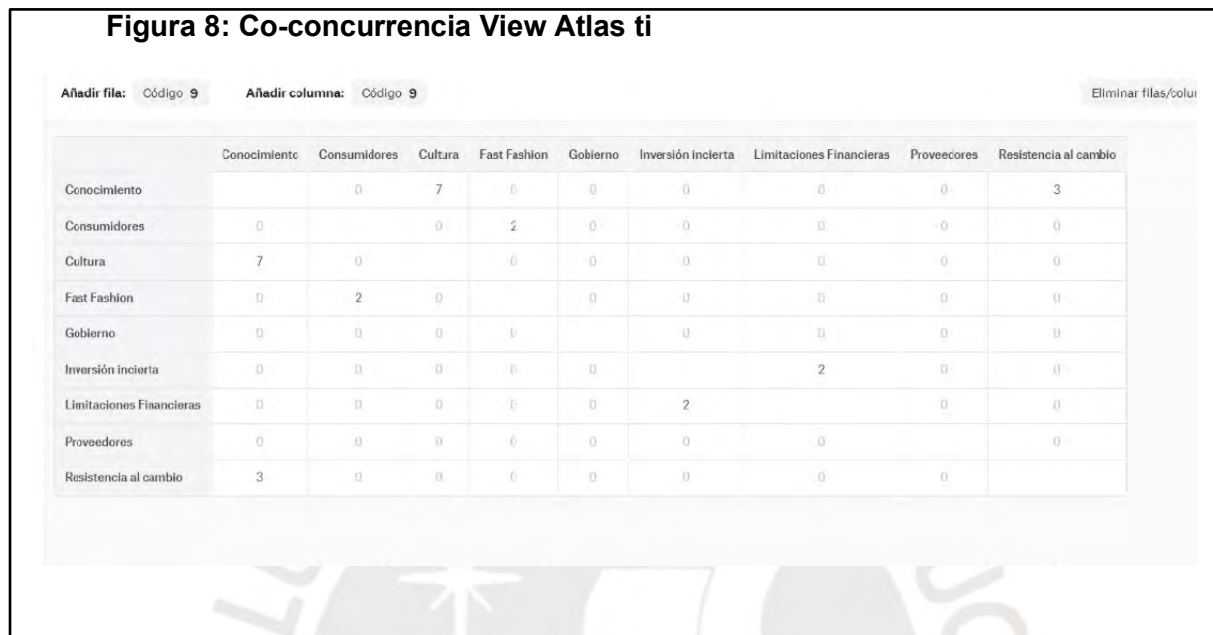 Figura 8: Co-concurrencia View Atlas ti
Añadir fila: Código 9 Añadir columna: Código 9 Eliminar filas/colu
Conocimiento Consumidores Cultura Fast Fashion Gobierno Inversión incierta Limitaciones Financieras Proveedores Resistencia al cambio
Conocimiento 0 7 0 0 0 0 0 3
Consumidores 0 0 2 0 0 0 0 0
Cultura 7 0 0 0 0 0 0 0
Fast Fashion 0 2 0 0 0 0 0 0
Gobierno 0 0 0 0 0 0 0 0
Inversión incierta 0 0 0 0 0 2 0 0
Limitaciones Financieras 0 0 0 0 0 2 0 0
Proveedores 0 0 0 0 0 0 0 0
Resistencia al cambio 3 0 0 0 0 0 0 0